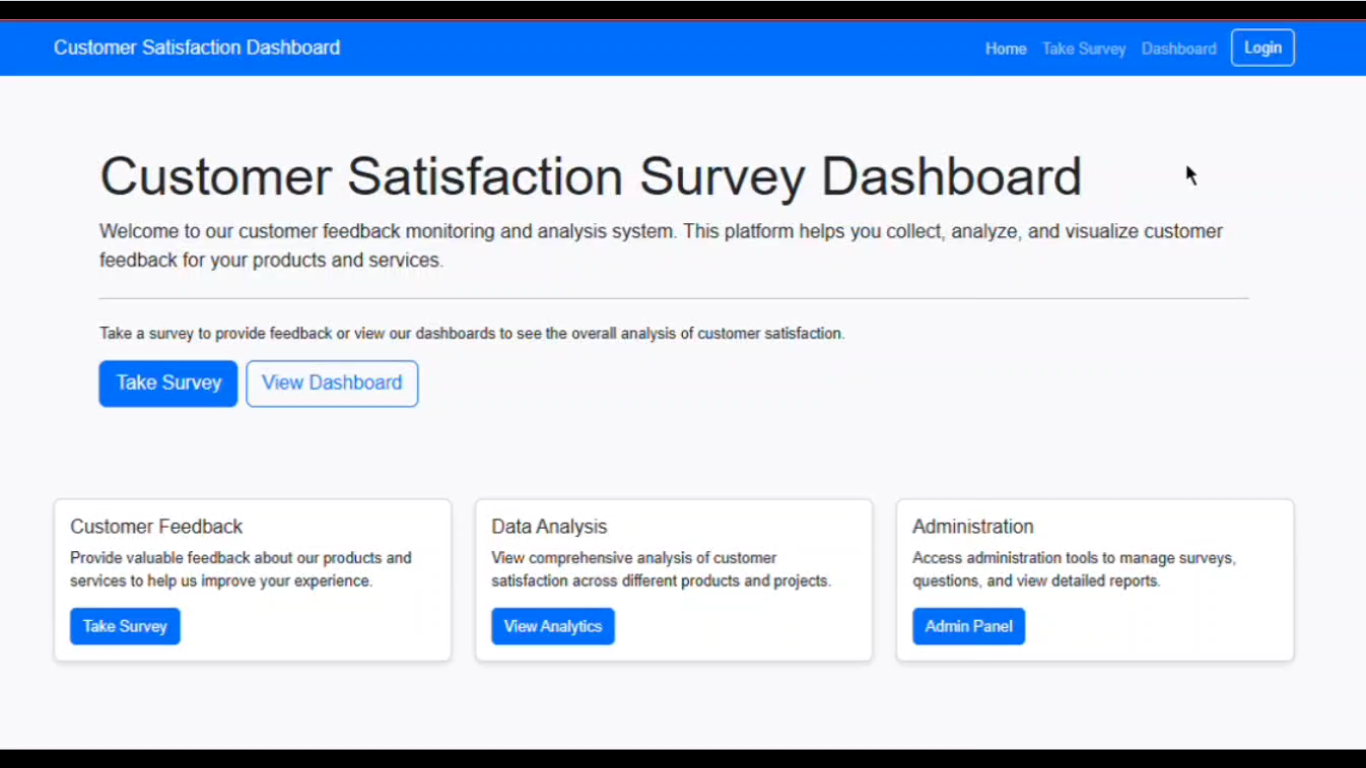 Customer Satisfaction Dashboard
Home Take Survey Dashboard Login
Customer Satisfaction Survey Dashboard
Welcome to our customer feedback monitoring and analysis system. This platform helps you collect, analyze, and visualize customer
feedback for your products and services.
Take a survey to provide feedback or view our dashboards to see the overall analysis of customer satisfaction.
Take Survey View Dashboard
Customer Feedback
Provide valuable feedback about our products and
services to help us improve your experience.
Take Survey
Data Analysis
View comprehensive analysis of customer
satisfaction across different products and projects.
View Analytics
Administration
Access administration tools to manage surveys,
questions, and view detailed reports.
Admin Panel